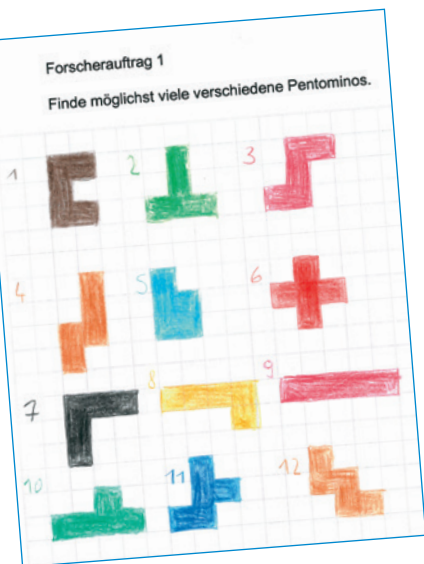 Forscherauftrag 1
Finde möglichst viele verschiedene Pentominos.
1 2 3
4 5 6
7 8 9
10 11 12